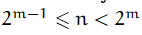 2^{m−1} ⩽ n < 2^m